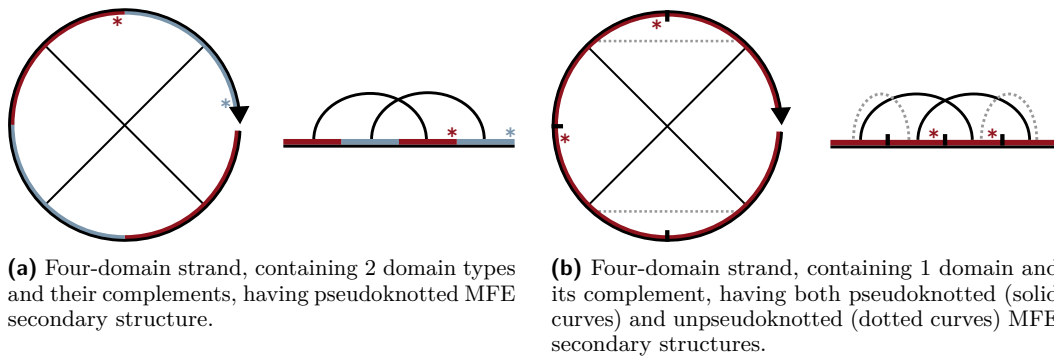 *
*
*
*
*
*
*
*
(a) Four-domain strand, containing 2 domain types
and their complements, having pseudoknotted MFE
secondary structure.
(b) Four-domain strand, containing 1 domain and
its complement, having both pseudoknotted (solid
curves) and unpseudoknotted (dotted curves) MFE
secondary structures.